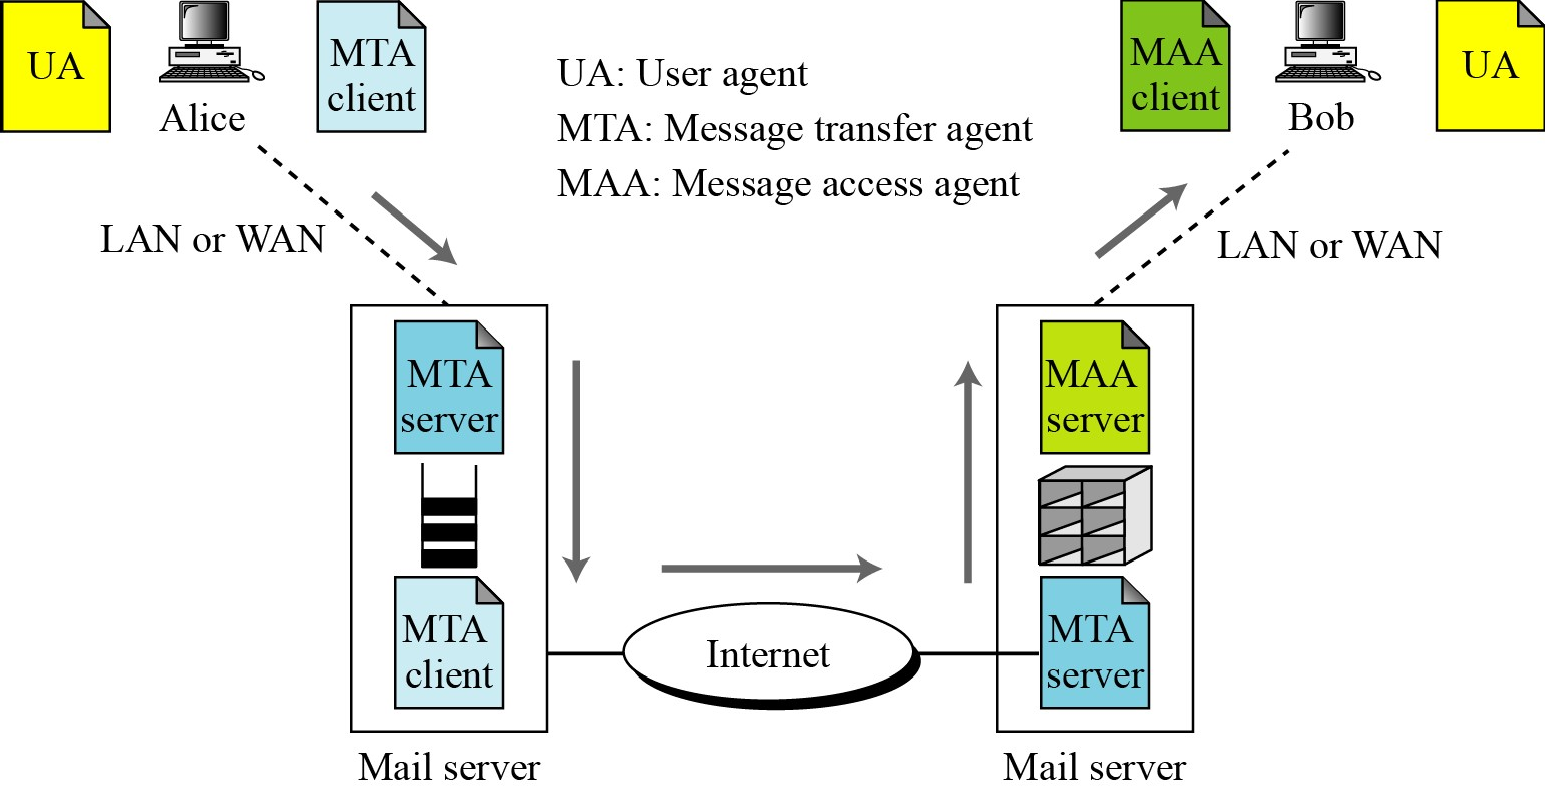 UA
Alice
MTA
client
UA: User agent
MTA: Message transfer agent
MAA: Message access agent
MAA
client
Bob
UA
LAN or WAN
LAN or WAN
MTA
server
MTA
client
Mail server
Internet
MAA
server
MTA
server
Mail server